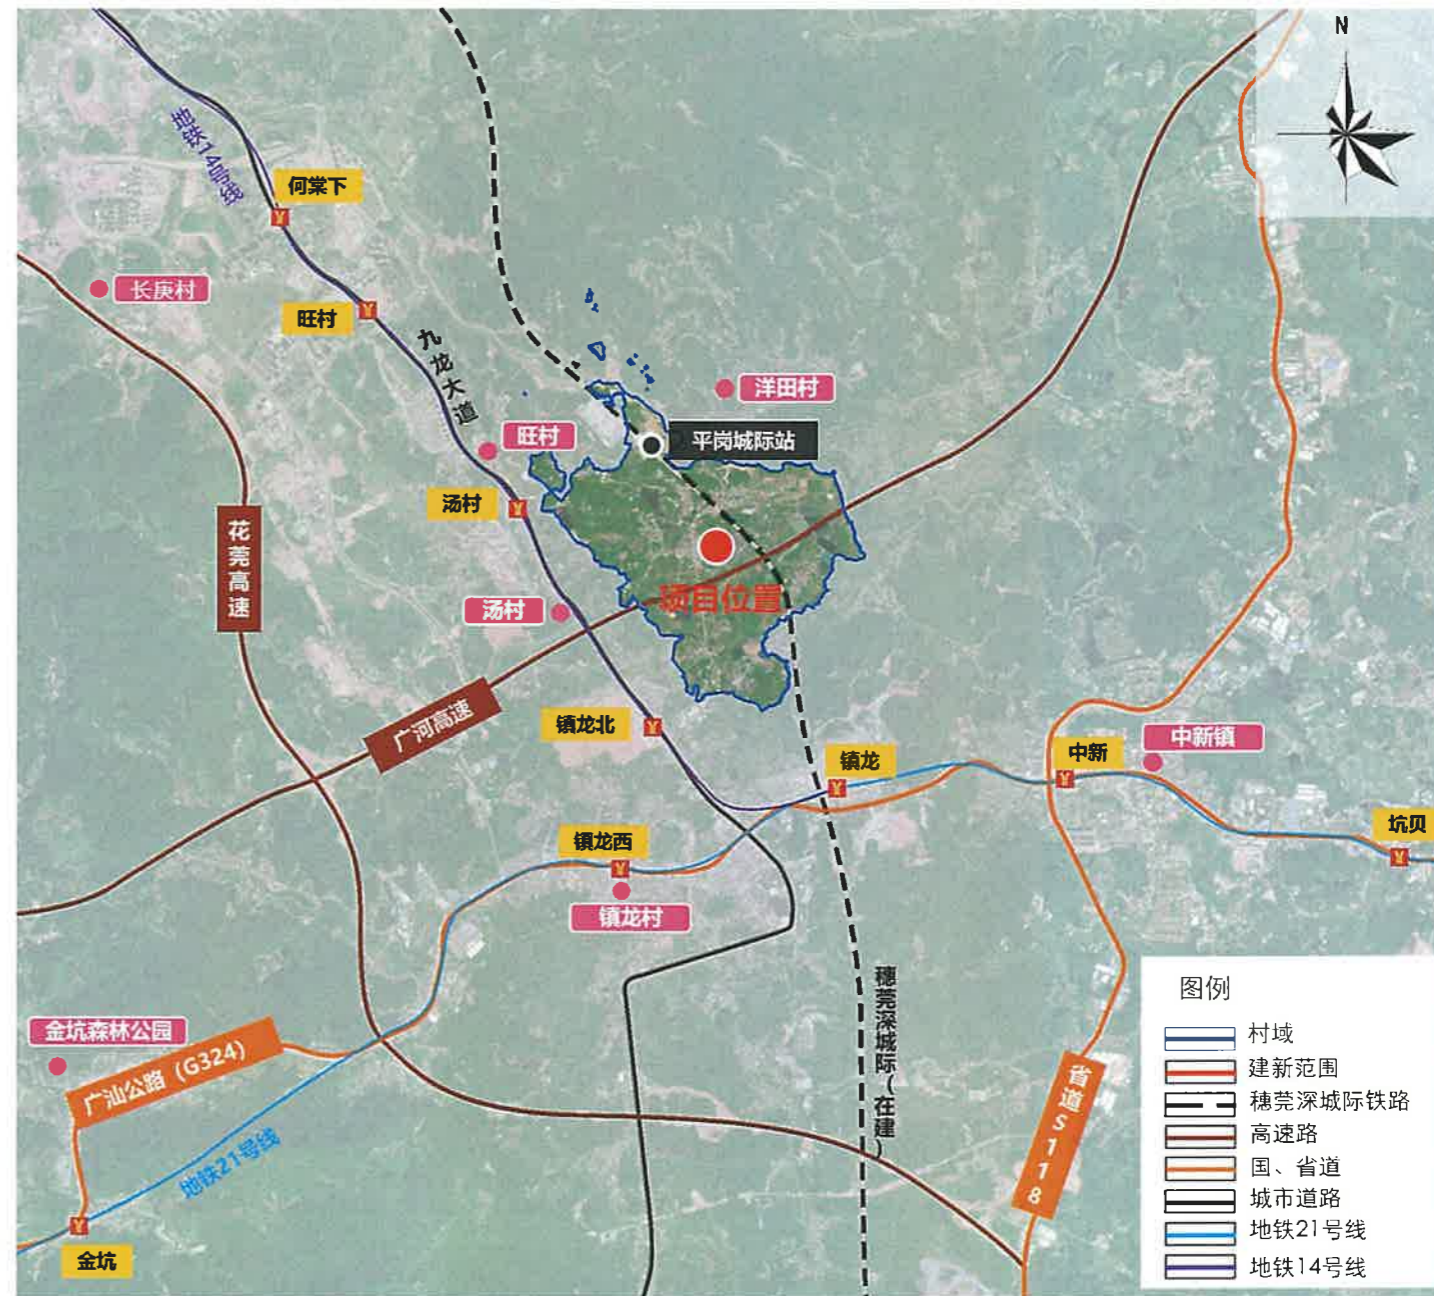 N
地铁14号线
何棠下
长庚村
旺村
九龙大道
洋田村
旺村
平岗城际站
汤村
花莞高速
项目位置
汤村
广河高速
镇龙北
镇龙
中新
中新镇
坑贝
镇龙西
镇龙村
穗莞深城际(在建)
金坑森林公园
广汕公路（G324）
地铁21号线
金坑
省道S118
图例
村域
建新范围
穗莞深城际铁路
高速路
国、省道
城市道路
地铁21号线
地铁14号线